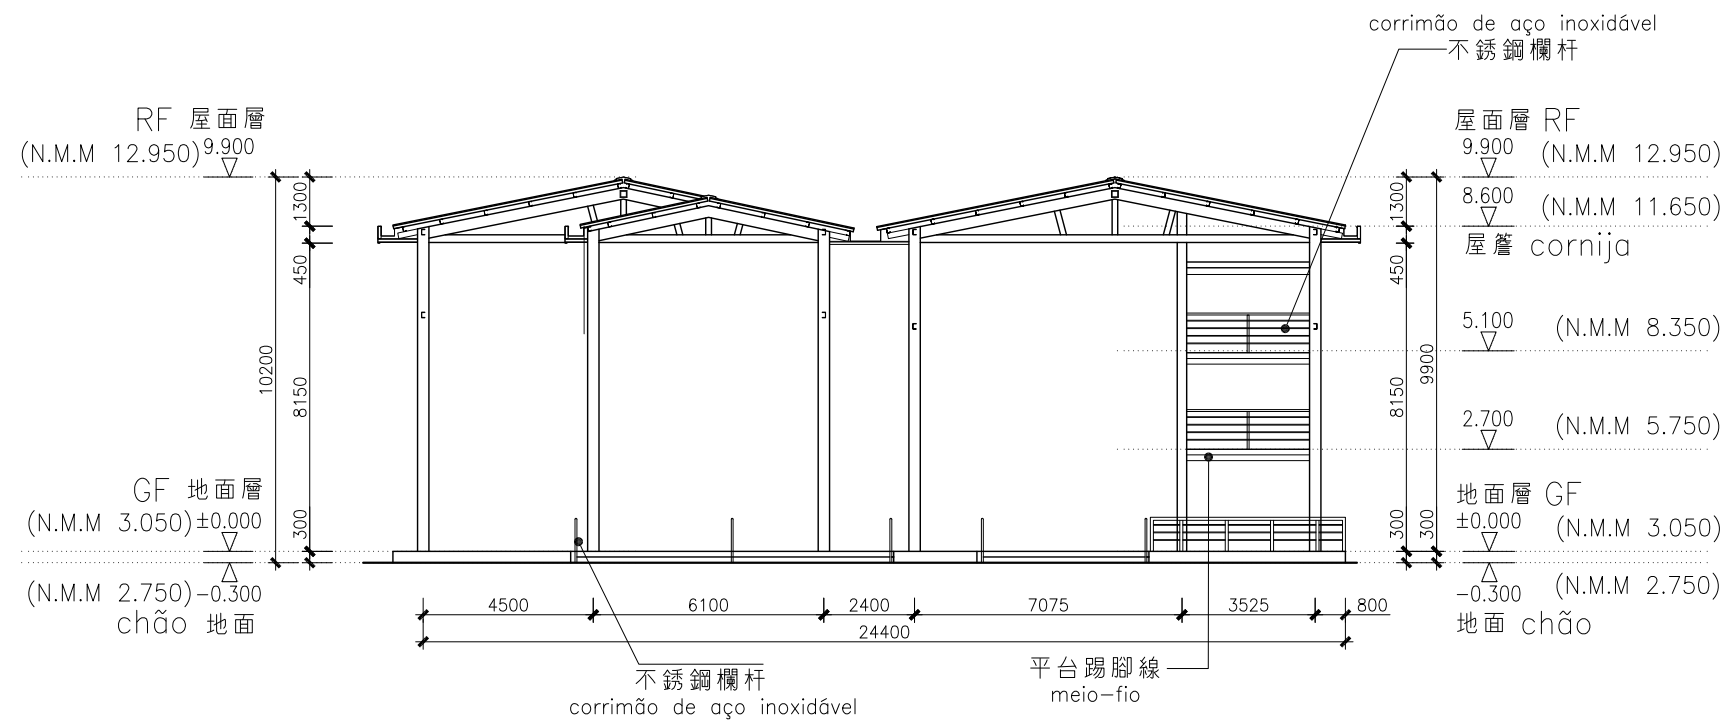 corrimão de aço inoxidável
不銹鋼欄杆
RF 屋面層
(N.M.M 12.950) 9.900
屋面層 RF
9.900 (N.M.M 12.950)
8.600 (N.M.M 11.650)
屋簷 cornija
1300
1300
450
450
5.100 (N.M.M 8.350)
10200
8150
8150
9900
2.700 (N.M.M 5.750)
GF 地面層
(N.M.M 3.050) ±0.000
地面層 GF
±0.000 (N.M.M 3.050)
300
300
300
(N.M.M 2.750) -0.300
chão 地面
-0.300 (N.M.M 2.750)
地面 chão
4500 6100 2400 7075 3525 800
24400
不銹鋼欄杆
corrimão de aço inoxidável
平台踢腳線
meio-fio